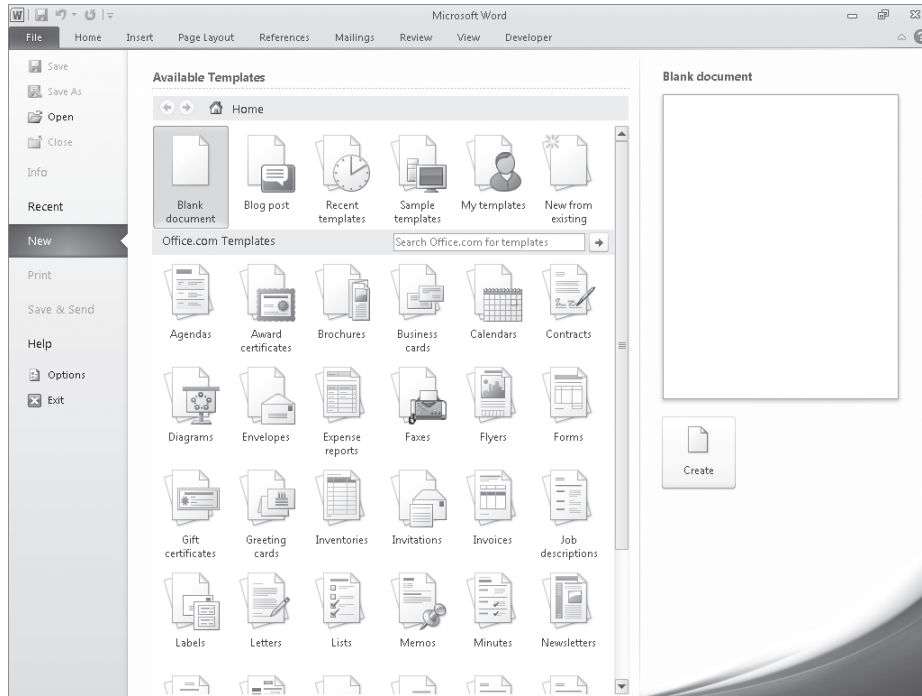 W
Microsoft Word
File Home Insert Page Layout References Mailings Review View Developer
Save
Save As
Open
Close
Info
Recent
New
Print
Save & Send
Help
Options
Exit
Available Templates
Home
Blank document
Blog post
Recent templates
Sample templates
My templates
New from existing
Office.com Templates
Search Office.com for templates
Agendas
Award certificates
Brochures
Business cards
Calendars
Contracts
Diagrams
Envelopes
Expense reports
Faxes
Flyers
Forms
Gift certificates
Greeting cards
Inventories
Invitations
Invoices
Job descriptions
Labels
Letters
Lists
Memos
Minutes
Newsletters
Blank document
Create